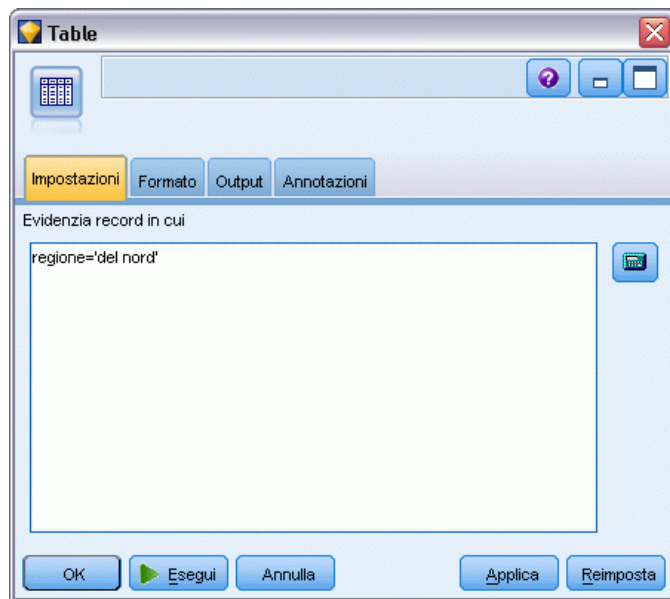 Table
Impostazioni Formato Output Annotazioni
Evidenzia record in cui
regione='del nord'
OK Esegui Annulla Applica Reimposta